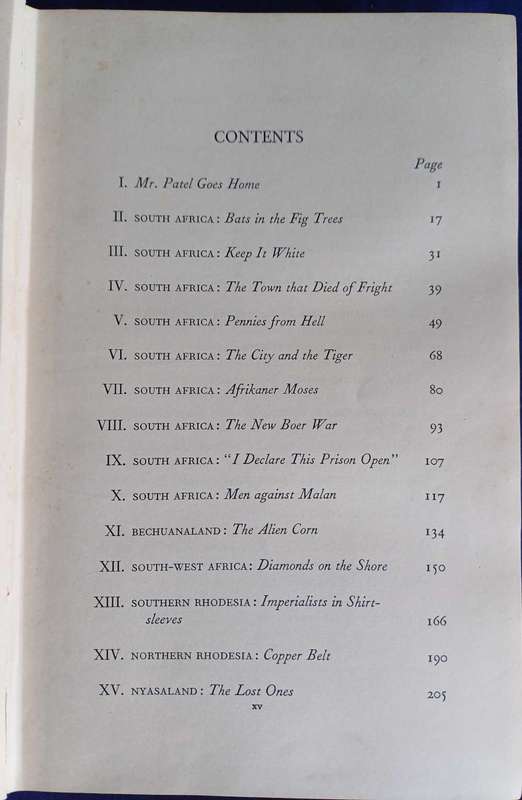 CONTENTS
Page
I. Mr. Patel Goes Home 1
II. SOUTH AFRICA: Bats in the Fig Trees 17
III. SOUTH AFRICA: Keep It White 31
IV. SOUTH AFRICA: The Town that Died of Fright 39
V. SOUTH AFRICA: Pennies from Hell 49
VI. SOUTH AFRICA: The City and the Tiger 68
VII. SOUTH AFRICA: Afrikaner Moses 80
VIII. SOUTH AFRICA: The New Boer War 93
IX. SOUTH AFRICA: "I Declare This Prison Open" 107
X. SOUTH AFRICA: Men against Malan 117
XI. BECHUANALAND: The Alien Corn 134
XII. SOUTH-WEST AFRICA: Diamonds on the Shore 150
XIII. SOUTHERN RHODESIA: Imperialists in Shirt-
sleeves 166
XIV. NORTHERN RHODESIA: Copper Belt 190
XV. NYASALAND: The Lost Ones 205
xv